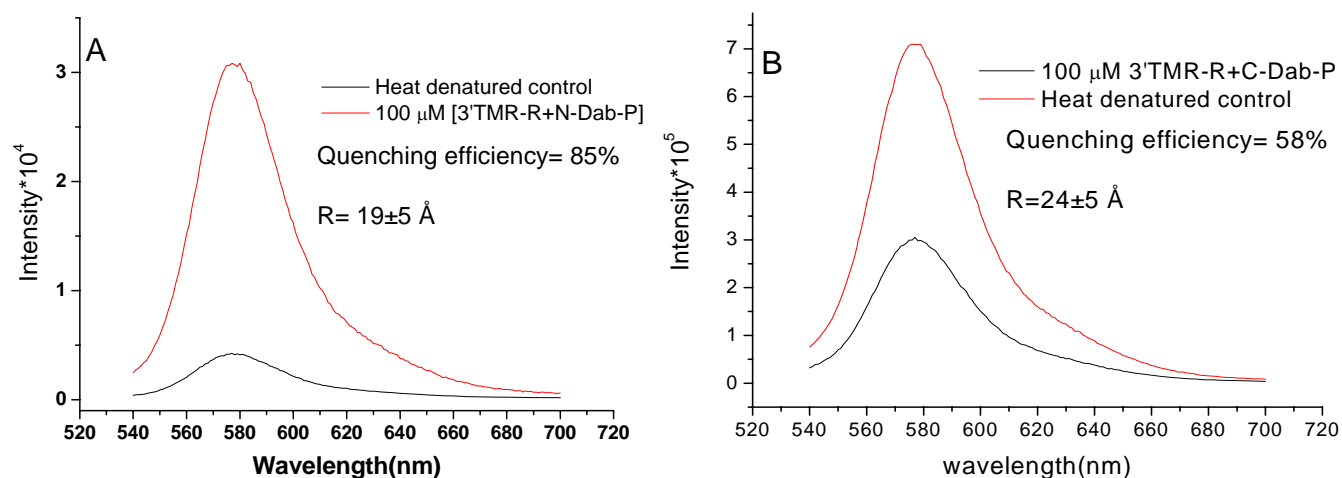 A
Heat denatured control
100 μM [3'TMR-R+N-Dab-P]
Quenching efficiency= 85%
R= 19±5 Å
Intensity*10^4
3
2
1
0
520 540 560 580 600 620 640 660 680 700 720
Wavelength(nm)
B
100 μM 3'TMR-R+C-Dab-P
Heat denatured control
Quenching efficiency= 58%
R=24±5 Å
Intensity*10^5
7
6
5
4
3
2
1
0
520 540 560 580 600 620 640 660 680 700 720
wavelength(nm)